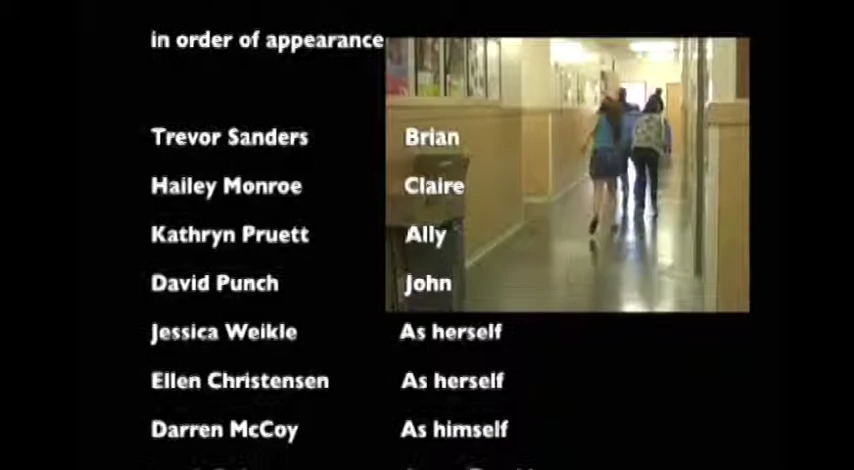 in order of appearance
Trevor Sanders Brian
Hailey Monroe Claire
Kathryn Pruett Ally
David Punch John
Jessica Weikle As herself
Ellen Christensen As herself
Darren McCoy As himself